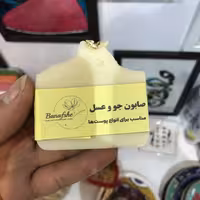 Banafshe
صابون جو و عسل
مناسب برای انواع پوست‌ها